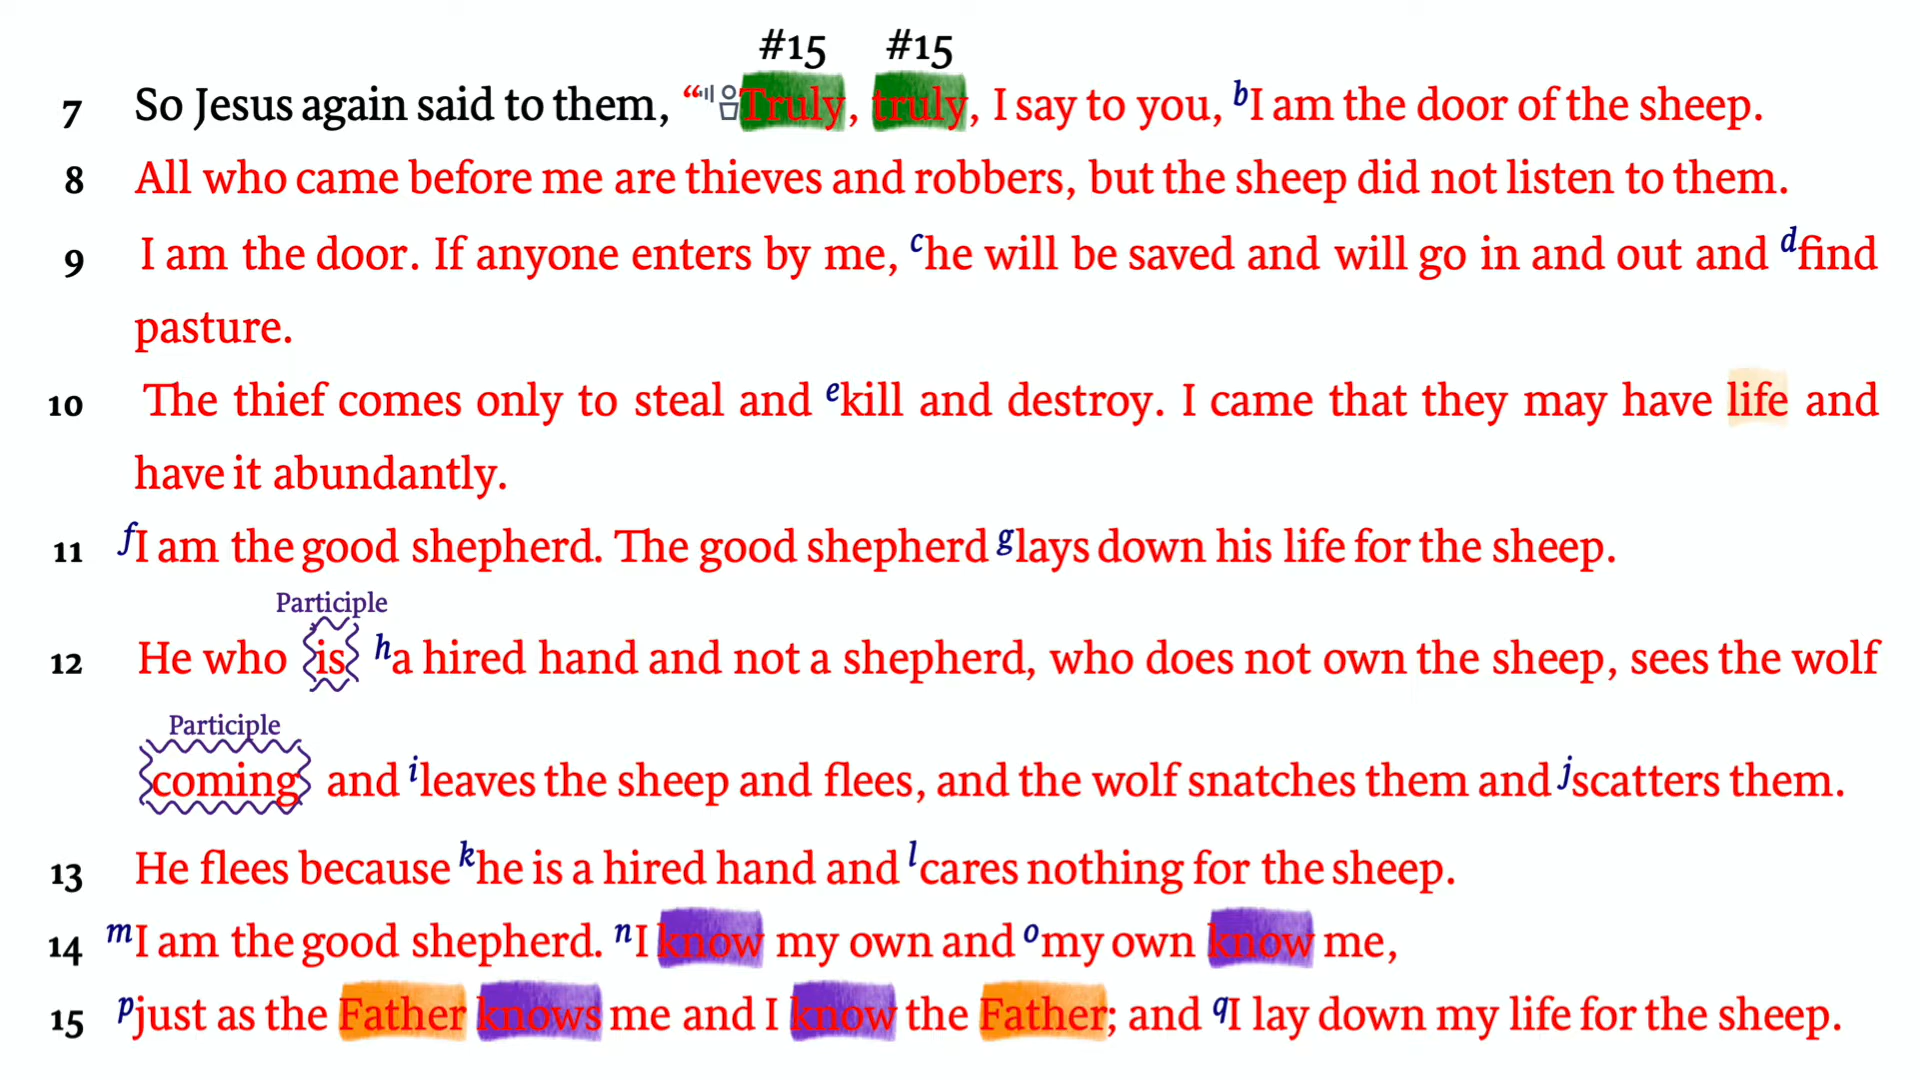 #15 #15
7 So Jesus again said to them, “Truly, truly, I say to you, bI am the door of the sheep.
8 All who came before me are thieves and robbers, but the sheep did not listen to them.
9 I am the door. If anyone enters by me, che will be saved and will go in and out and dfind
pasture.
10 The thief comes only to steal and ekill and destroy. I came that they may have life and
have it abundantly.
11 fI am the good shepherd. The good shepherd glays down his life for the sheep.
Participle
12 He who is ha hired hand and not a shepherd, who does not own the sheep, sees the wolf
Participle
coming and ileaves the sheep and flees, and the wolf snatches them and jscatters them.
13 He flees because khe is a hired hand and lcares nothing for the sheep.
14 mI am the good shepherd. nI know my own and omy own know me,
15 pjust as the Father knows me and I know the Father; and qI lay down my life for the sheep.